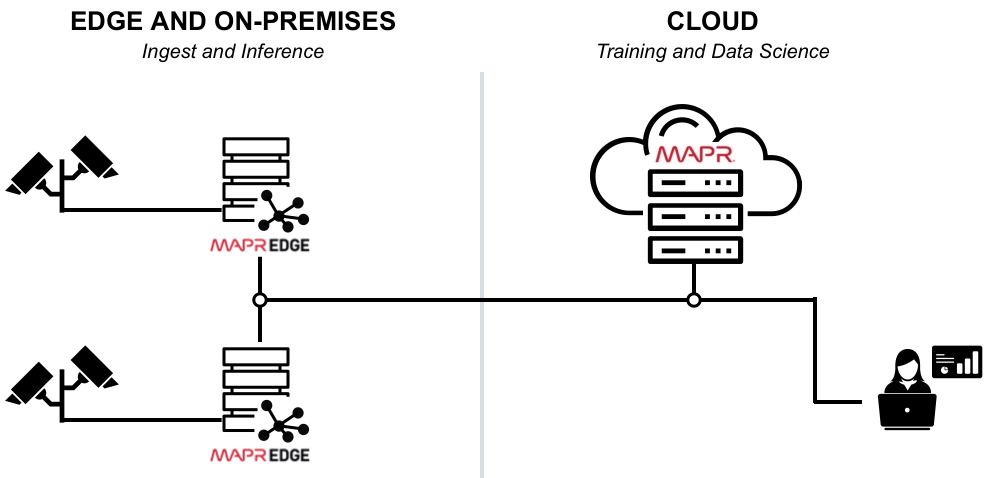 EDGE AND ON-PREMISES
Ingest and Inference
CLOUD
Training and Data Science
MAPR
MAPR EDGE
MAPR EDGE